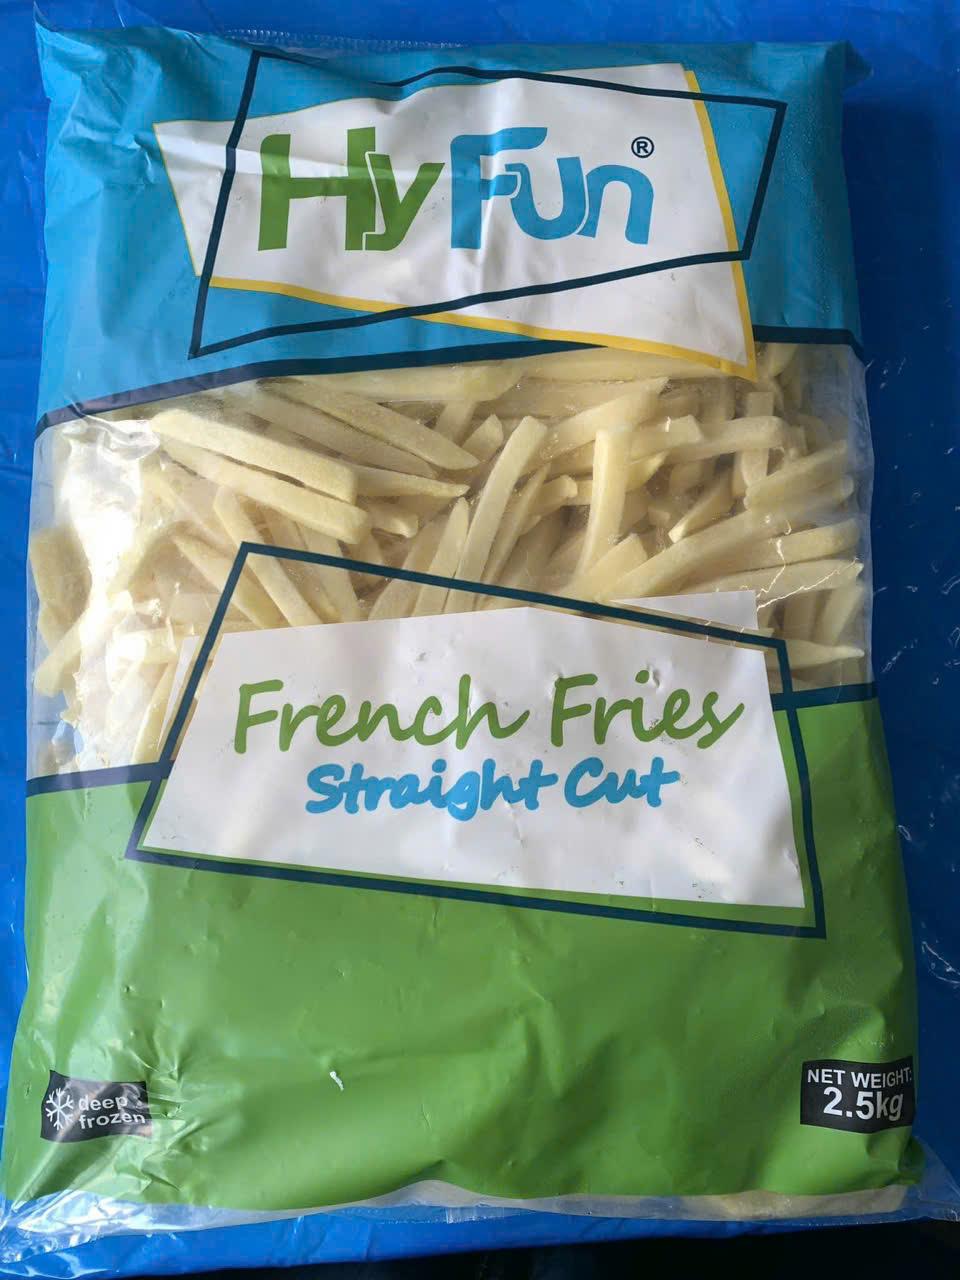 HyFun®
French Fries
Straight Cut
deep
frozen
NET WEIGHT:
2.5kg